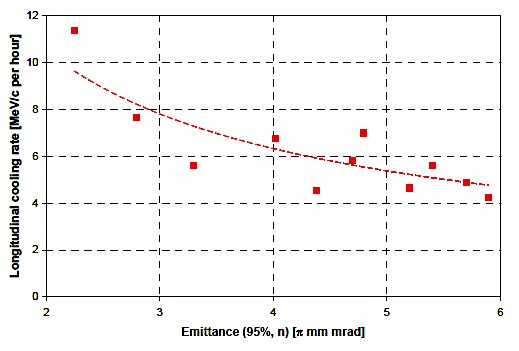 12
10
8
6
4
2
0
Longitudinal cooling rate [MeV/c per hour]
2 3 4 5 6
Emittance (95%, n) [π mm mrad]